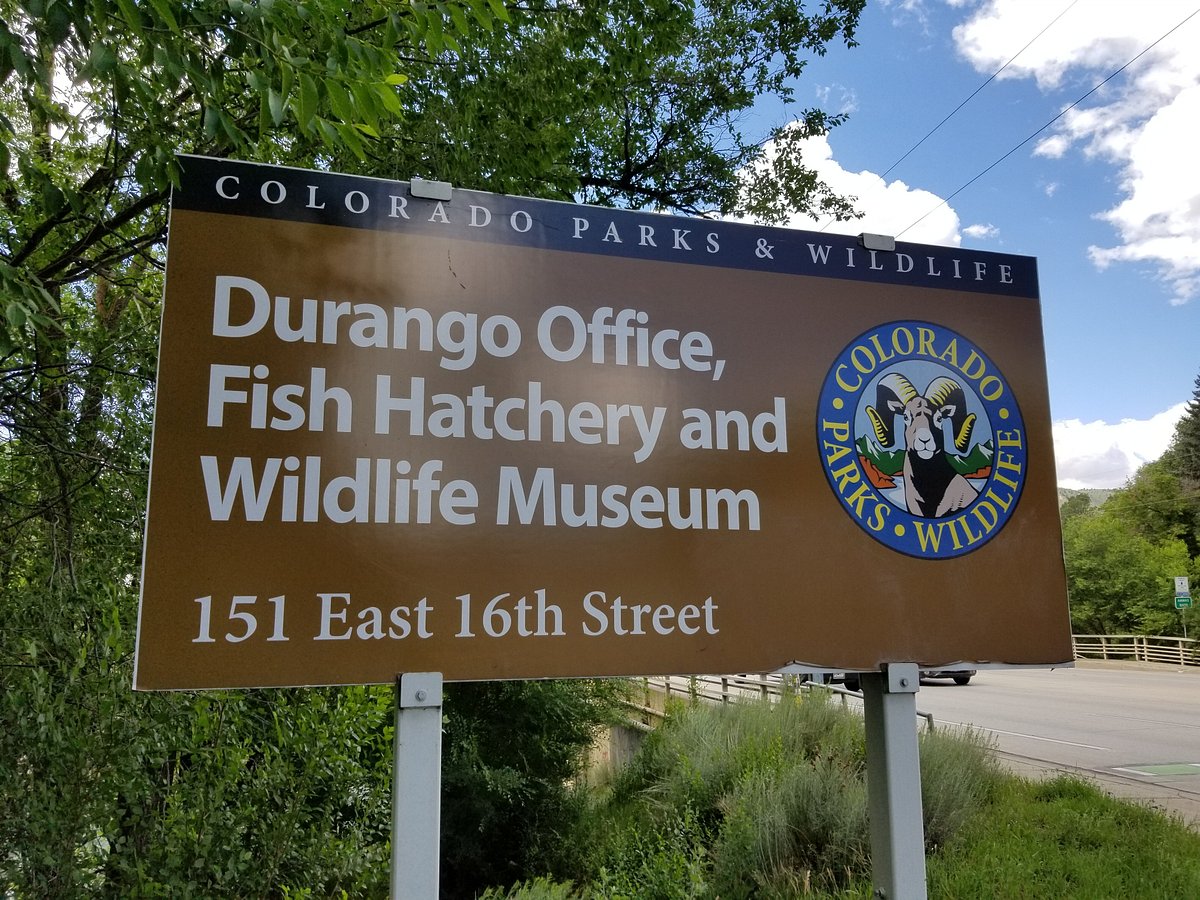 COLORADO PARKS & WILDLIFE
Durango Office,
Fish Hatchery and
Wildlife Museum
151 East 16th Street
COLORADO
PARKS • WILDLIFE